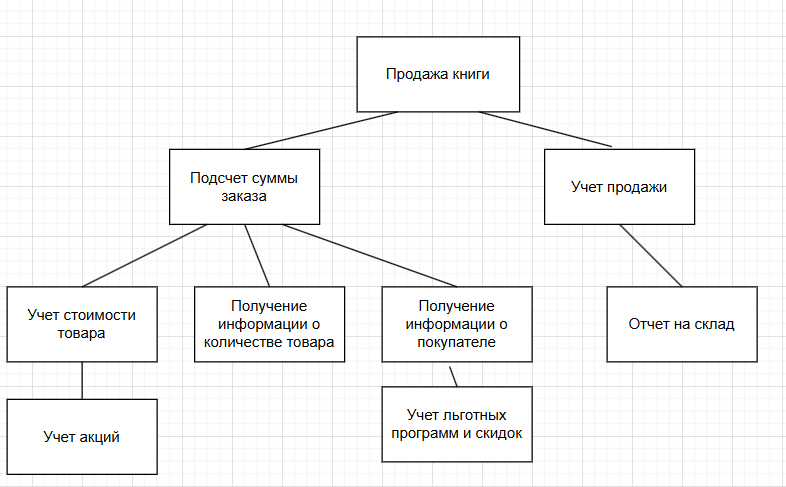 Продажа книги
Подсчет суммы
заказа
Учет продажи
Учет стоимости
товара
Получение
информации о
количестве товара
Получение
информации о
покупателе
Отчет на склад
Учет акций
Учет льготных
программ и скидок